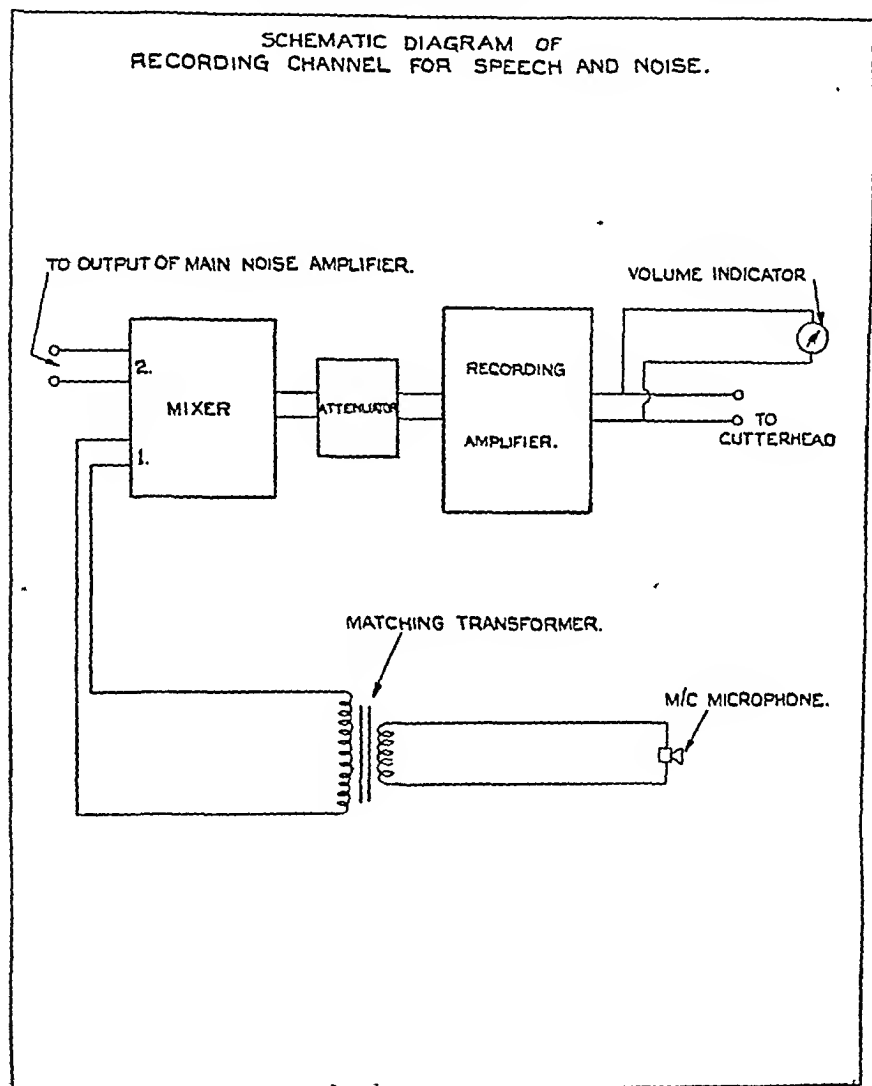 SCHEMATIC DIAGRAM OF
RECORDING CHANNEL FOR SPEECH AND NOISE.
TO OUTPUT OF MAIN NOISE AMPLIFIER.
VOLUME INDICATOR
2.
MIXER
1.
ATTENUATOR
RECORDING
AMPLIFIER.
TO
CUTTERHEAD
MATCHING TRANSFORMER.
M/C MICROPHONE.